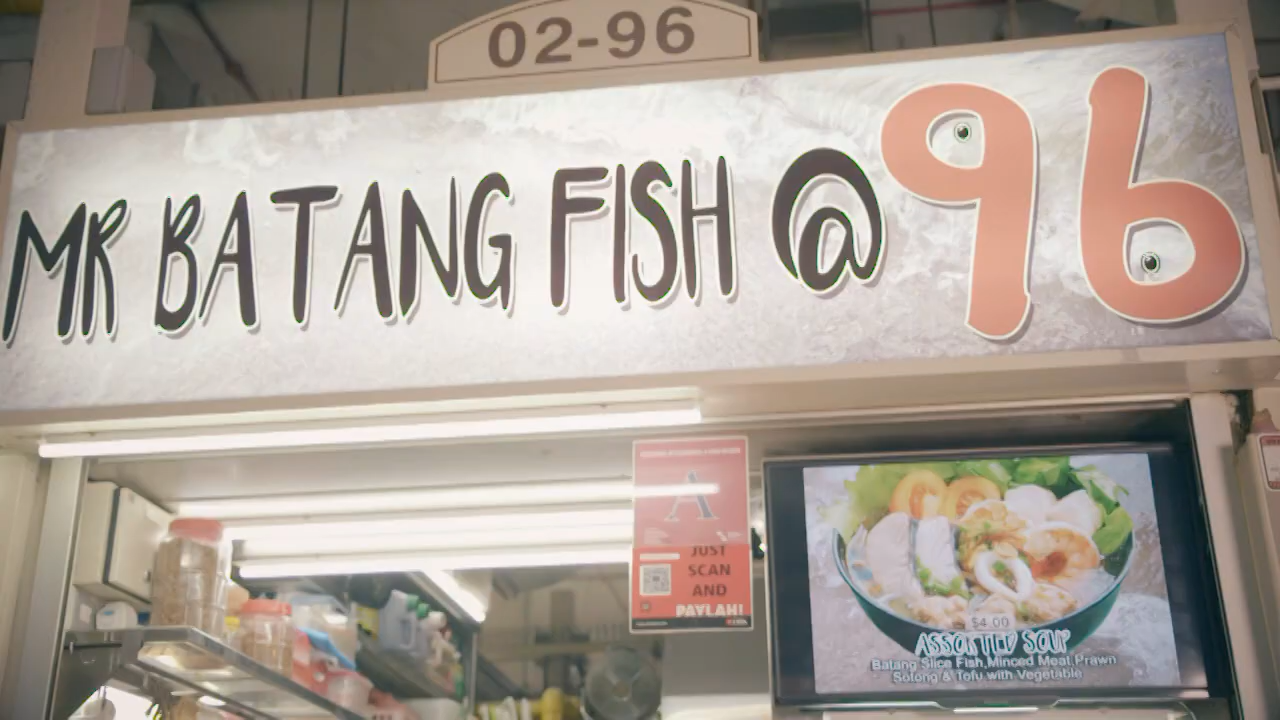 02-96
MR BATANG FISH @96
A
JUST
SCAN
AND
PAYLAH!
$4.00
ASSORTED SOUP
Batang Slice Fish,Minced Meat,Prawn
Sotong & Tofu with Vegetable